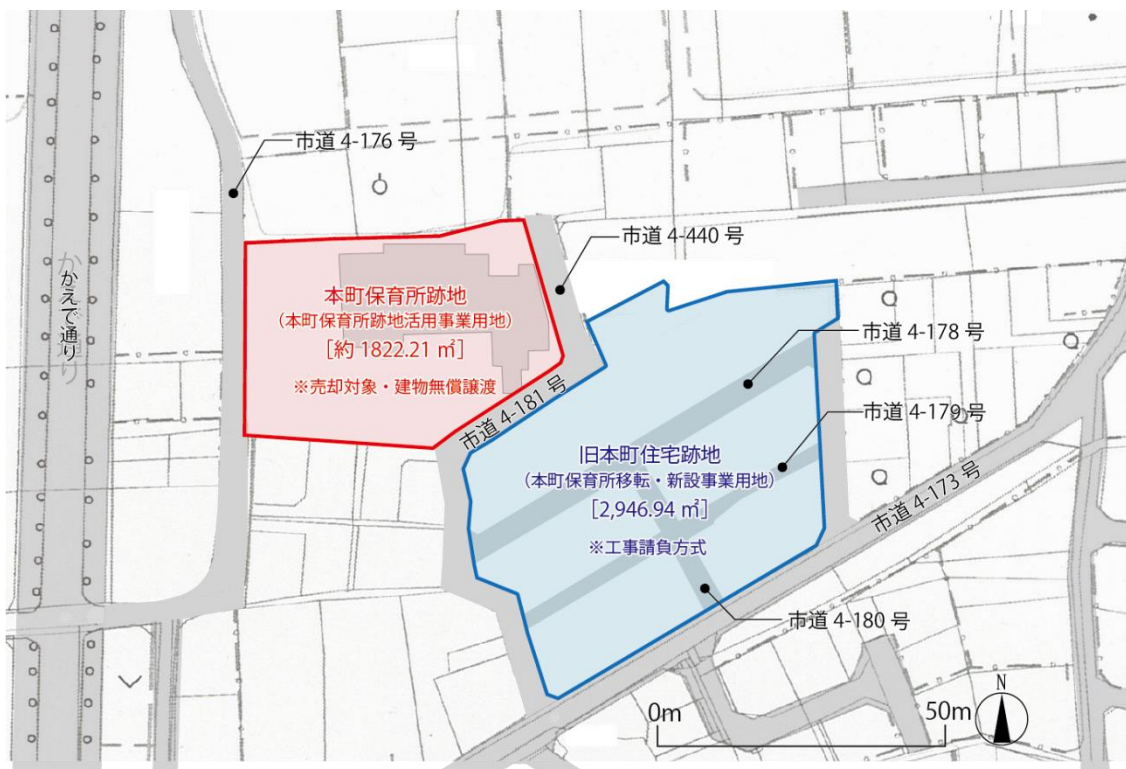 市道 4-176 号
市道 4-440 号
かえで通り
本町保育所跡地
（本町保育所跡地活用事業用地）
［約 1822.21 ㎡］
※売却対象・建物無償譲渡
市道 4-181 号
市道 4-178 号
市道 4-179 号
旧本町住宅跡地
（本町保育所移転・新設事業用地）
［2,946.94 ㎡］
※工事請負方式
市道 4-173 号
市道 4-180 号
0m
50m
N